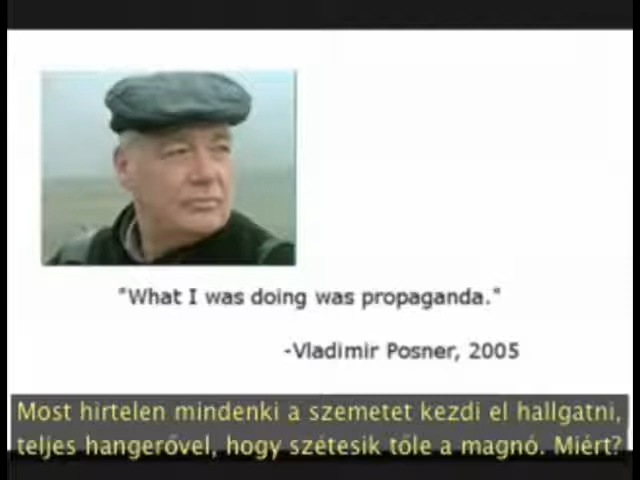 "What I was doing was propaganda."
-Vladimir Posner, 2005
Most hirtelen mindenki a szemetet kezdi el hallgatni,
teljes hangerővel, hogy szétesik tőle a magnó. Miért?